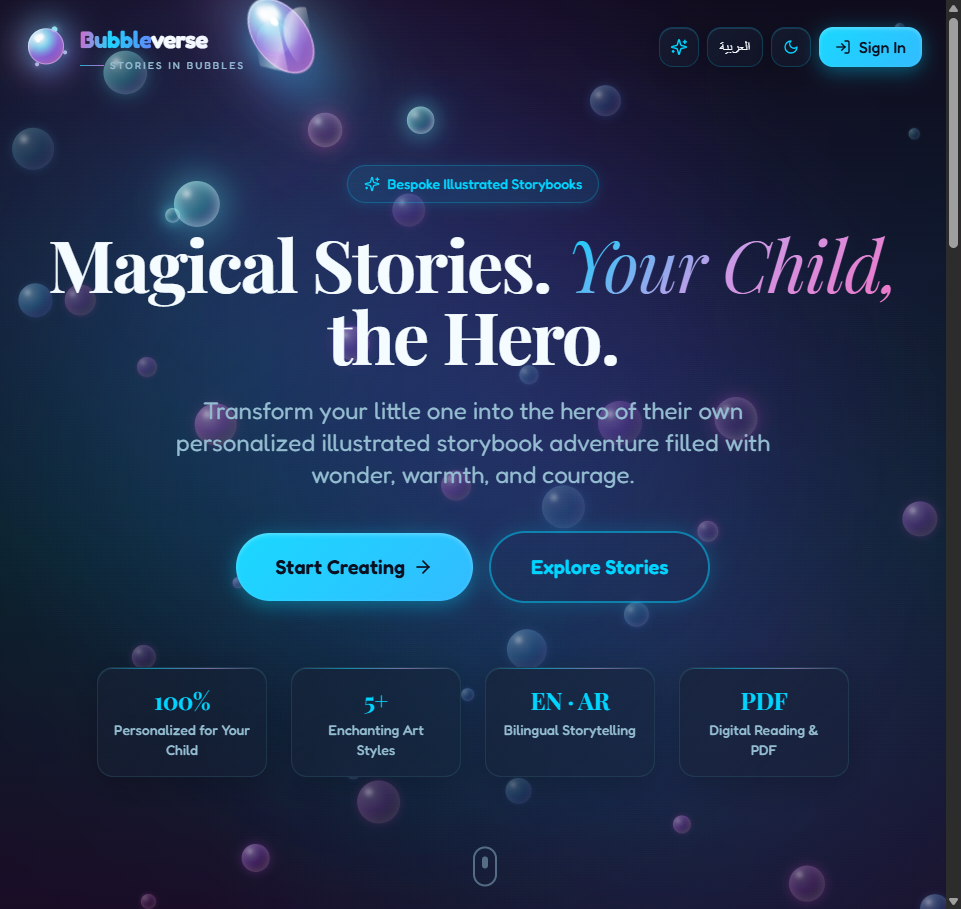 Bubbleverse
STORIES IN BUBBLES
العربية
Sign In
Bespoke Illustrated Storybooks
Magical Stories. Your Child,
the Hero.
Transform your little one into the hero of their own
personalized illustrated storybook adventure filled with
wonder, warmth, and courage.
Start Creating →
Explore Stories
100%
Personalized for Your
Child
5+
Enchanting Art
Styles
EN · AR
Bilingual Storytelling
PDF
Digital Reading &
PDF